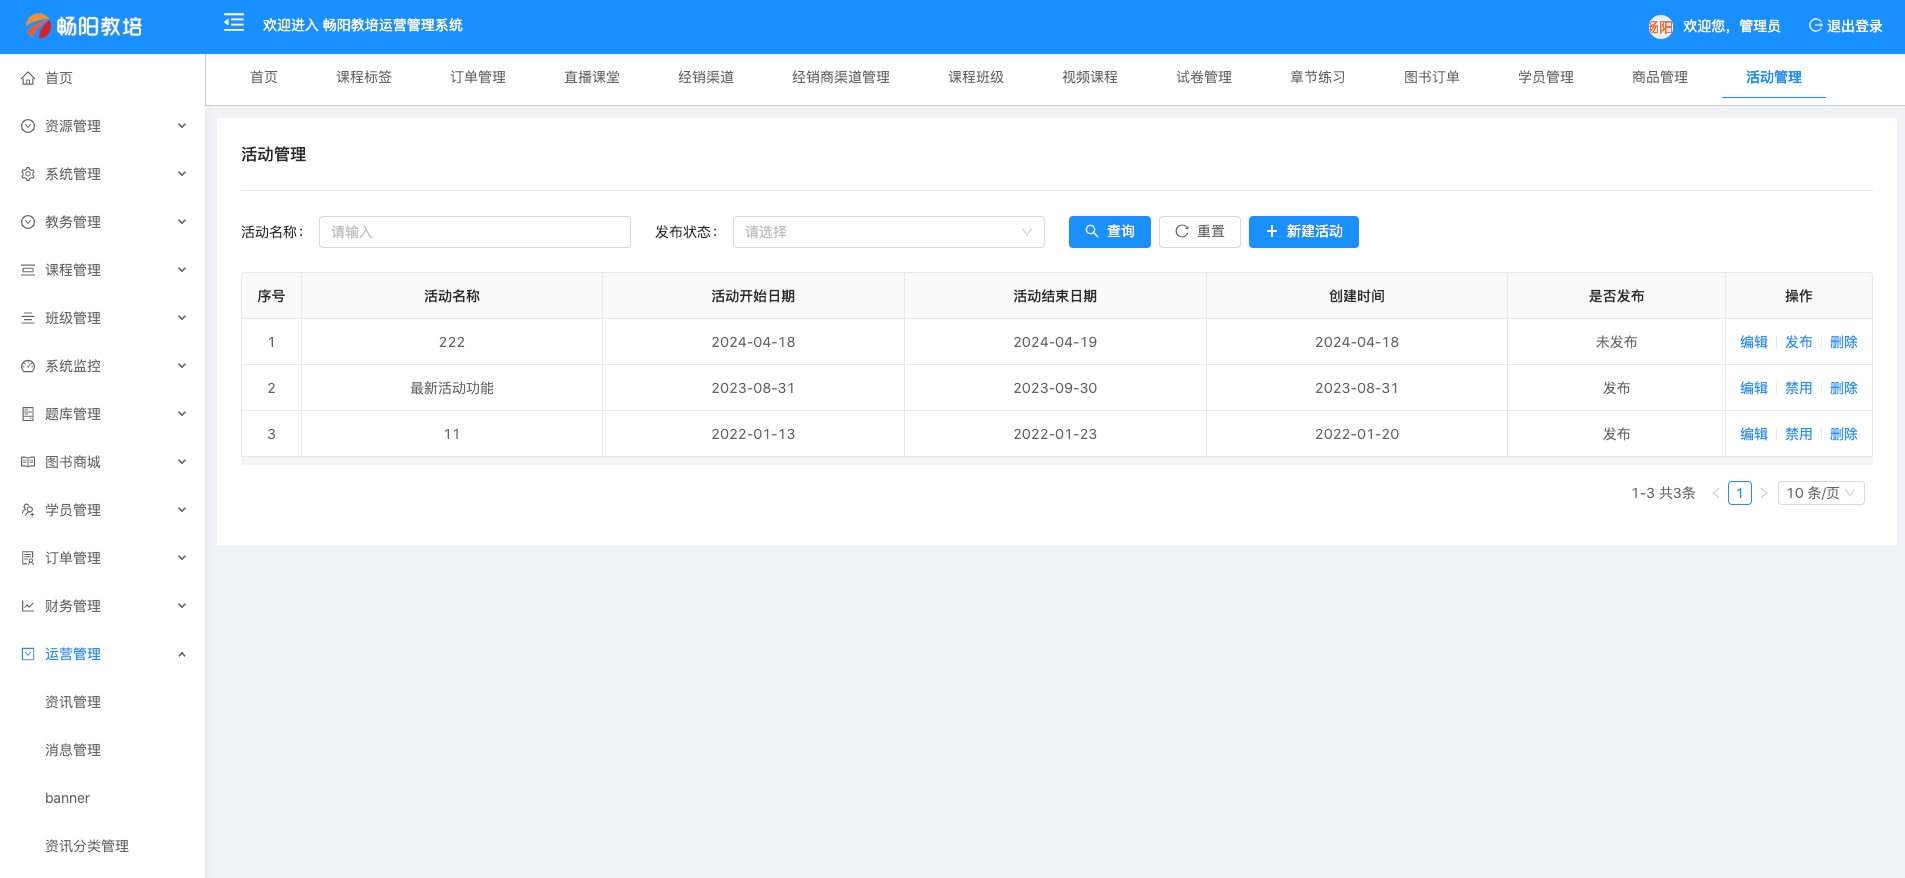 畅阳教培
欢迎进入 畅阳教培运营管理系统
畅阳
欢迎您，管理员
退出登录
首页
资源管理
系统管理
教务管理
课程管理
班级管理
系统监控
题库管理
图书商城
学员管理
订单管理
财务管理
运营管理
资讯管理
消息管理
banner
资讯分类管理
首页 课程标签 订单管理 直播课堂 经销渠道 经销商渠道管理 课程班级 视频课程 试卷管理 章节练习 图书订单 学员管理 商品管理 活动管理
活动管理
活动名称： 请输入 发布状态： 请选择 查询 重置 新建活动
序号 活动名称 活动开始日期 活动结束日期 创建时间 是否发布 操作
1 222 2024-04-18 2024-04-19 2024-04-18 未发布 编辑 发布 删除
2 最新活动功能 2023-08-31 2023-09-30 2023-08-31 发布 编辑 禁用 删除
3 11 2022-01-13 2022-01-23 2022-01-20 发布 编辑 禁用 删除
1-3 共3条 1 10 条/页